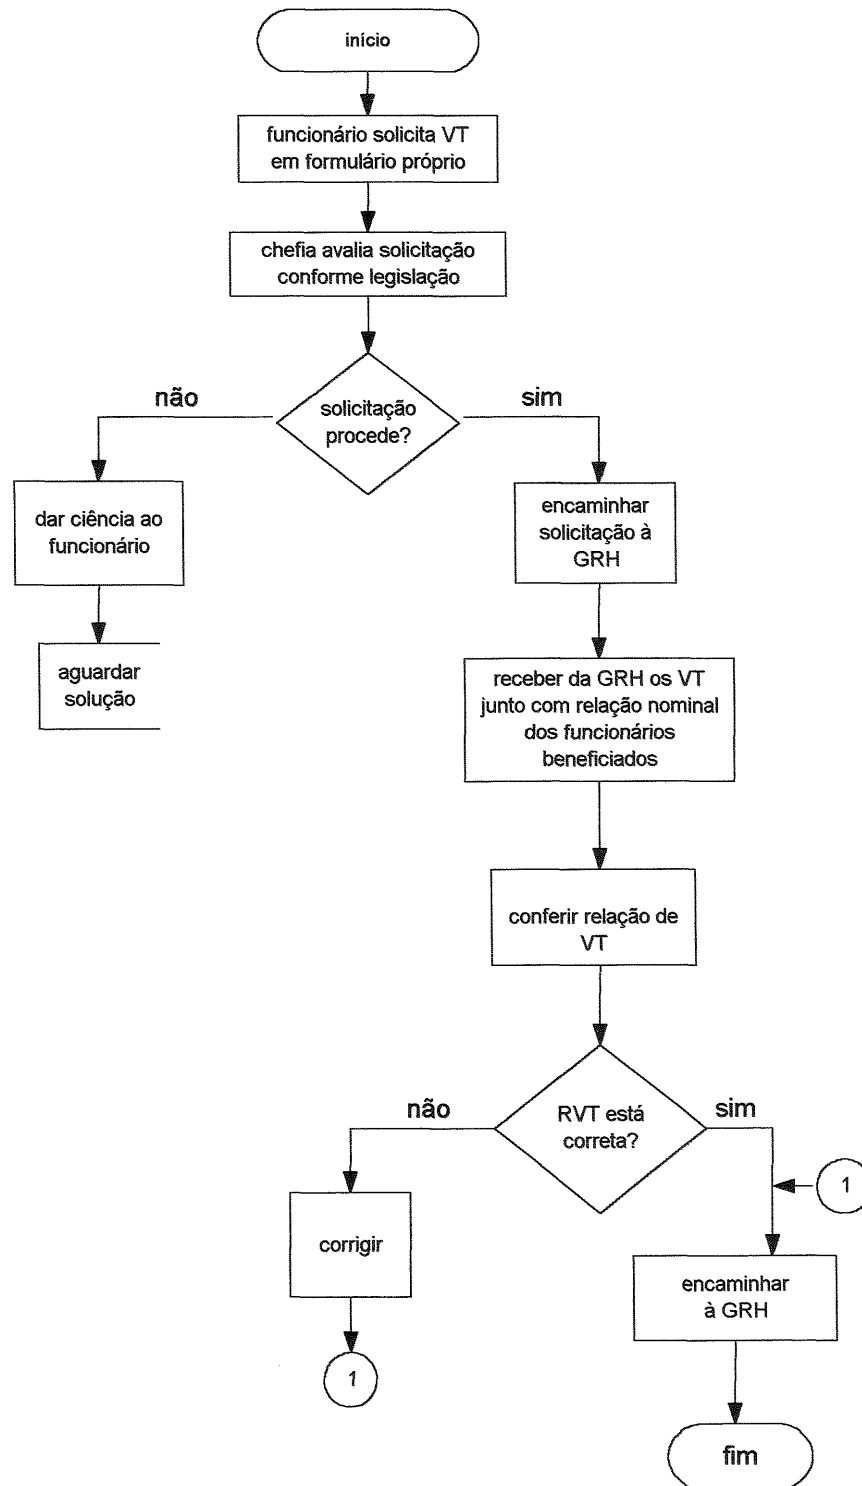 início
funcionário solicita VT
em formulário próprio
chefia avalia solicitação
conforme legislação
não
sim
solicitação
procede?
dar ciência ao
funcionário
encaminhar
solicitação à
GRH
aguardar
solução
receber da GRH os VT
junto com relação nominal
dos funcionários
beneficiados
conferir relação de
VT
não
sim
RVT está
correta?
1
corrigir
encaminhar
à GRH
1
fim